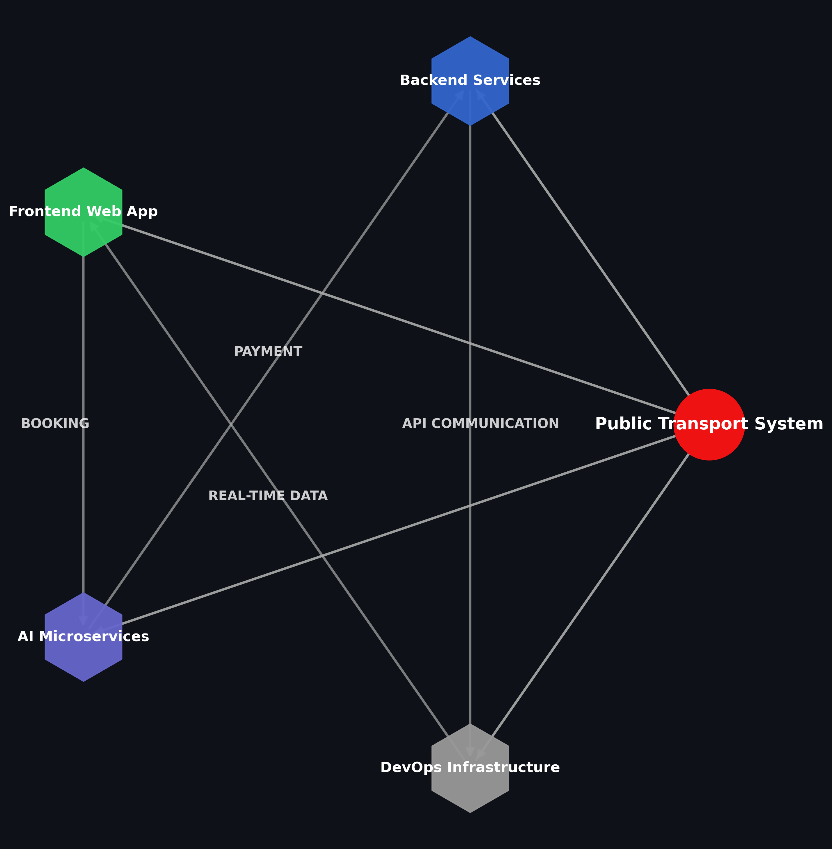 Backend Services
Frontend Web App
PAYMENT
BOOKING
API COMMUNICATION
Public Transport System
REAL-TIME DATA
AI Microservices
DevOps Infrastructure